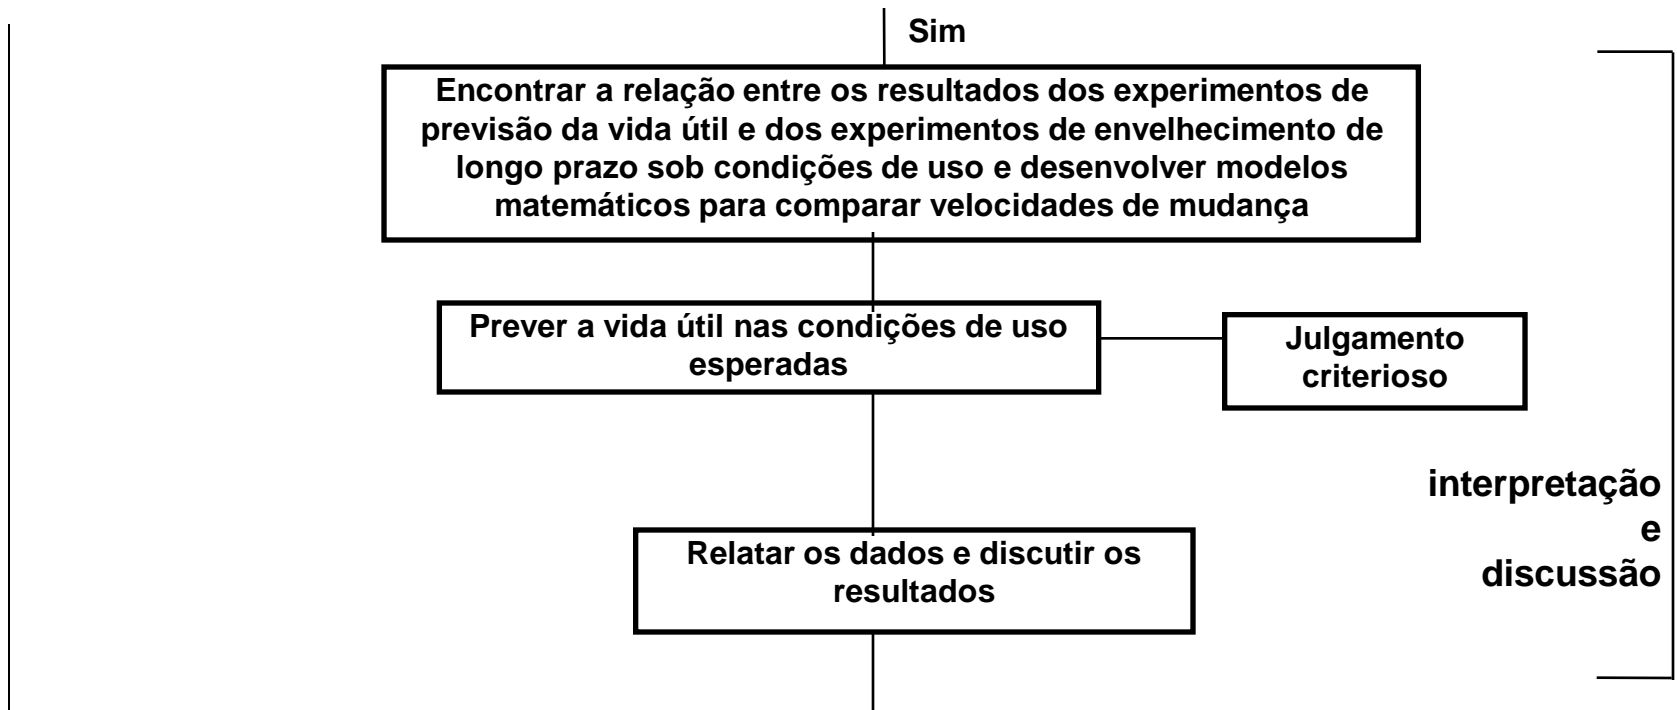 Sim
Encontrar a relação entre os resultados dos experimentos de
previsão da vida útil e dos experimentos de envelhecimento de
longo prazo sob condições de uso e desenvolver modelos
matemáticos para comparar velocidades de mudança
Prever a vida útil nas condições de uso
esperadas
Julgamento
criterioso
interpretação
e
discussão
Relatar os dados e discutir os
resultados